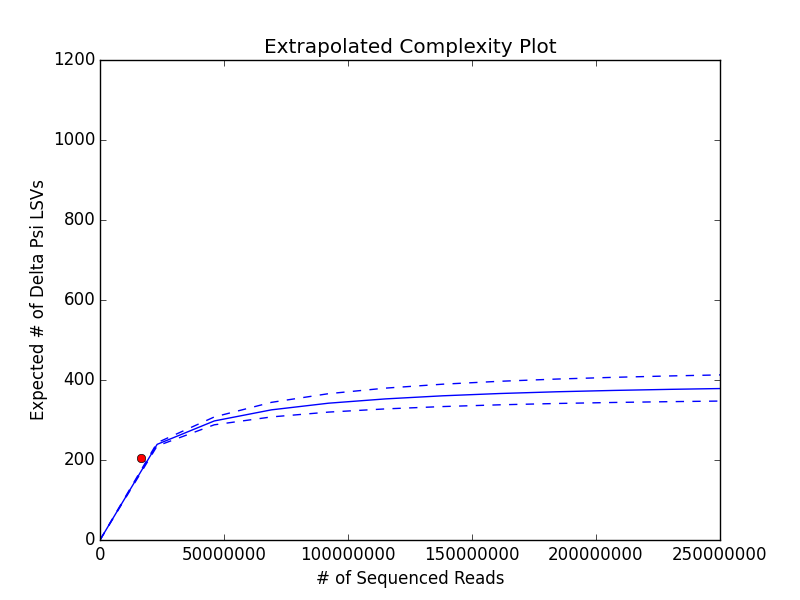 Extrapolated Complexity Plot
1200
1000
800
600
400
200
0
Expected # of Delta Psi LSVs
0 50000000 100000000 150000000 200000000 250000000
# of Sequenced Reads